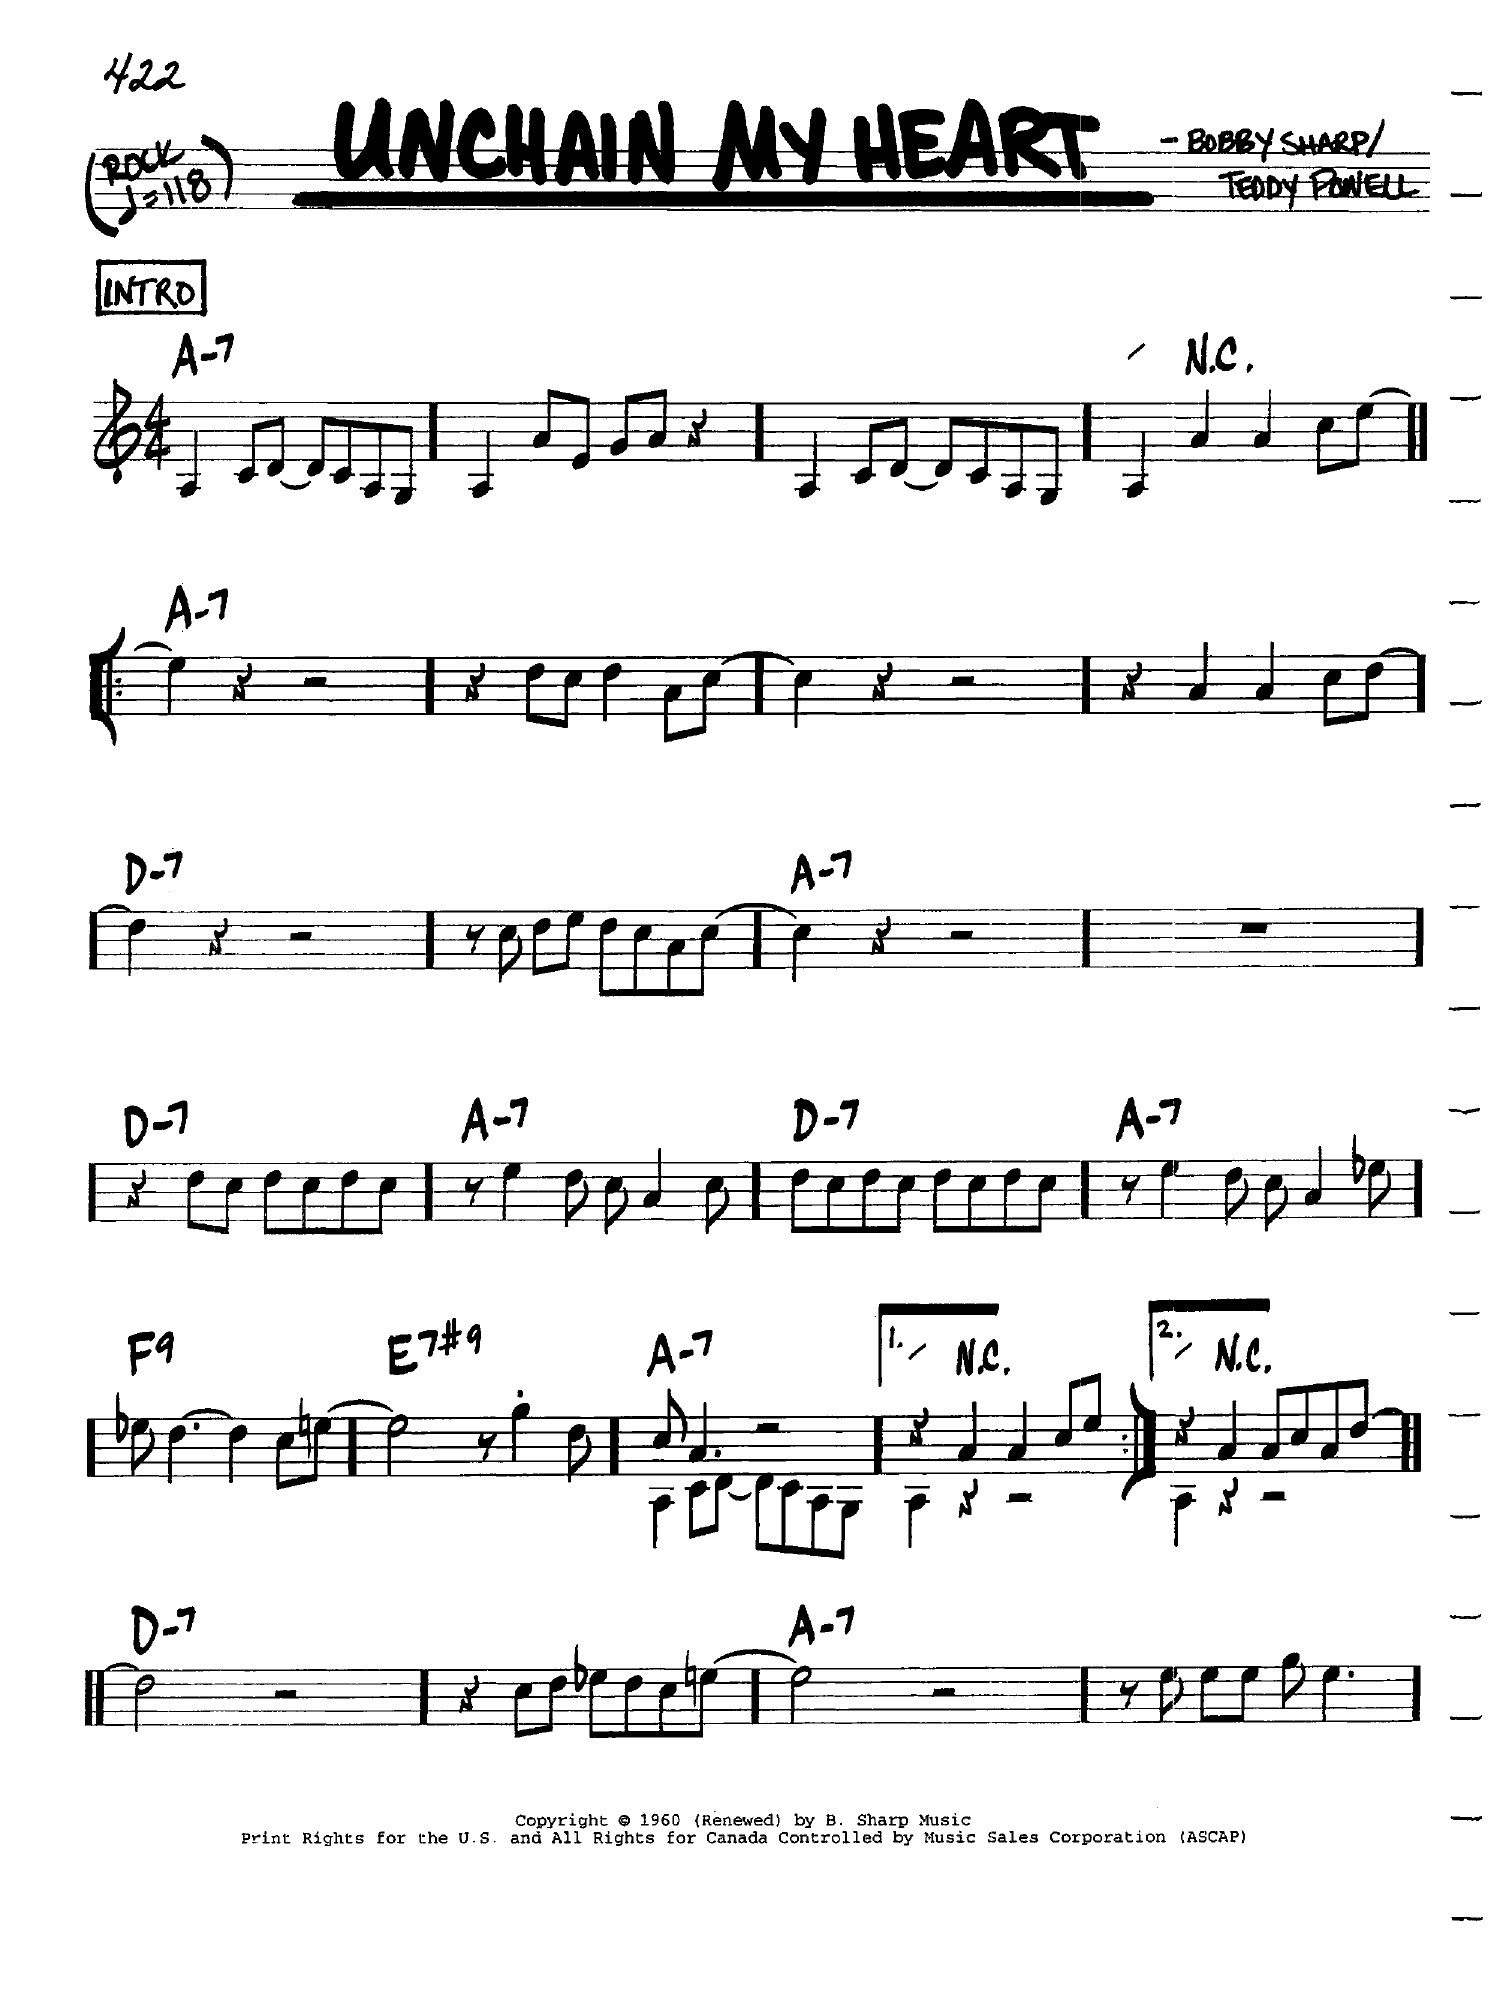 422
(ROCK
♩=118)
UNCHAIN MY HEART
- BOBBY SHARP/
TEDDY POWELL
INTRO
A-7 N.C.
4
4
A-7
D-7 A-7
D-7 A-7 D-7 A-7
F9 E7#9 A-7 1. N.C. 2. N.C.
D-7 A-7
Copyright © 1960 (Renewed) by B. Sharp Music
Print Rights for the U.S. and All Rights for Canada Controlled by Music Sales Corporation (ASCAP)